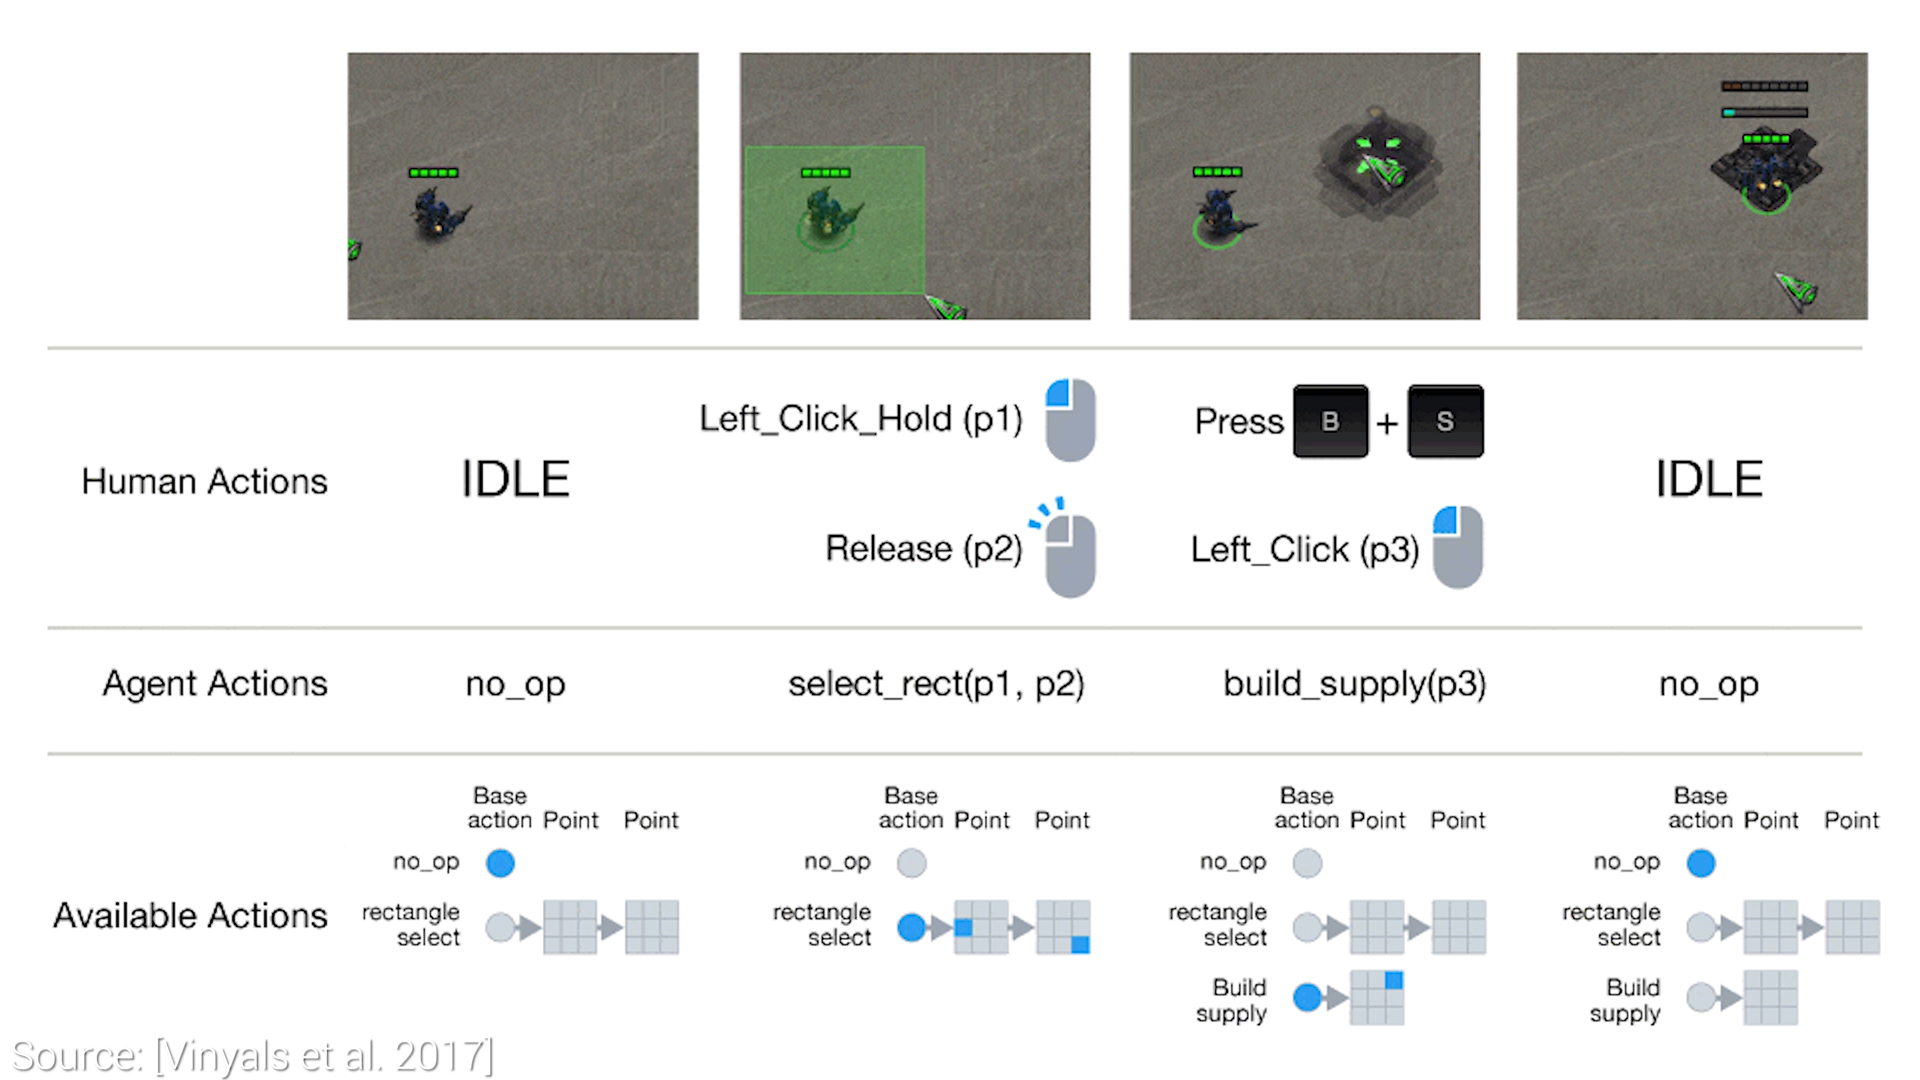 Human Actions
IDLE
Left_Click_Hold (p1)
Release (p2)
Press B + S
Left_Click (p3)
IDLE
Agent Actions
no_op
select_rect(p1, p2)
build_supply(p3)
no_op
Available Actions
Base
action Point Point
no_op
rectangle
select
Base
action Point Point
no_op
rectangle
select
Base
action Point Point
no_op
rectangle
select
Build
supply
Base
action Point Point
no_op
rectangle
select
Build
supply
Source: [Vinyals et al. 2017]